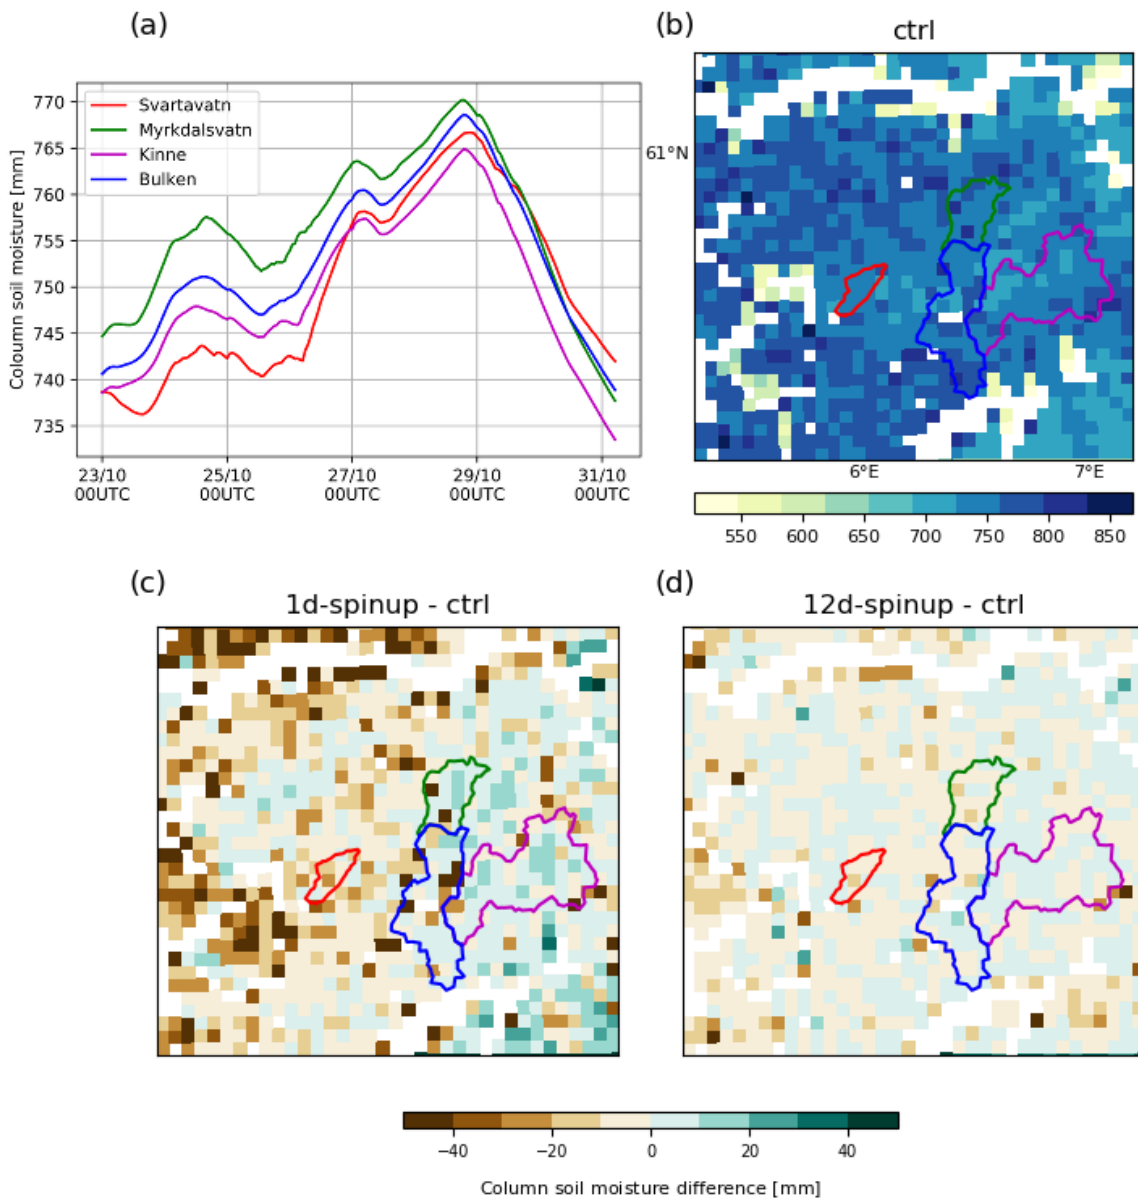 (a)
Coloumn soil moisture [mm]
770
765
760
755
750
745
740
735
Svartavatn
Myrkdalsvatn
Kinne
Bulken
23/10 25/10 27/10 29/10 31/10
00UTC 00UTC 00UTC 00UTC 00UTC
(b)
ctrl
61°N
6°E 7°E
550 600 650 700 750 800 850
(c)
1d-spinup - ctrl
(d)
12d-spinup - ctrl
−40 −20 0 20 40
Column soil moisture difference [mm]